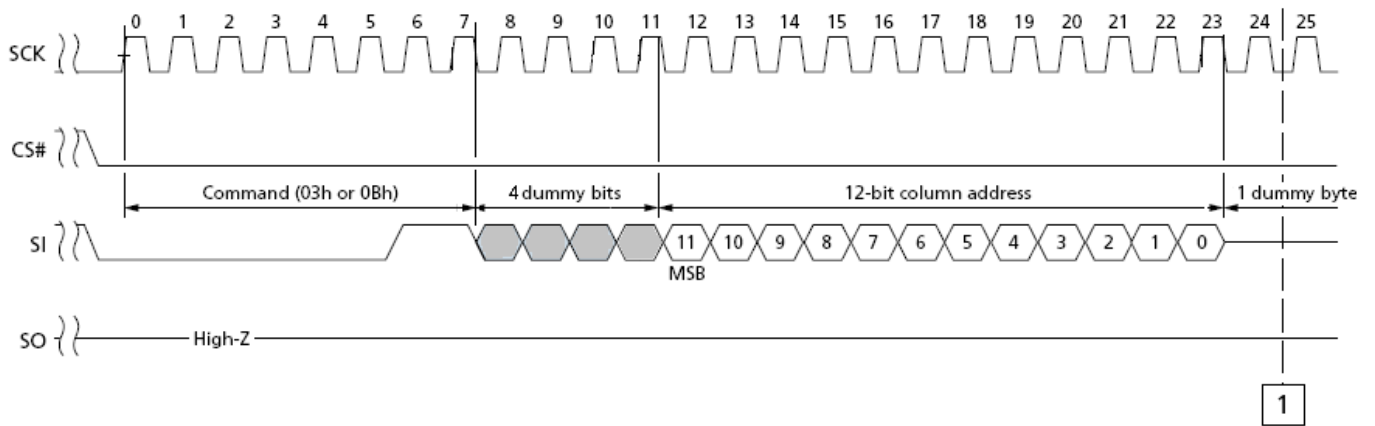 0 1 2 3 4 5 6 7 8 9 10 11 12 13 14 15 16 17 18 19 20 21 22 23 24 25
SCK
CS#
Command (03h or 0Bh) 4 dummy bits 12-bit column address 1 dummy byte
SI 11 10 9 8 7 6 5 4 3 2 1 0
MSB
SO High-Z
1